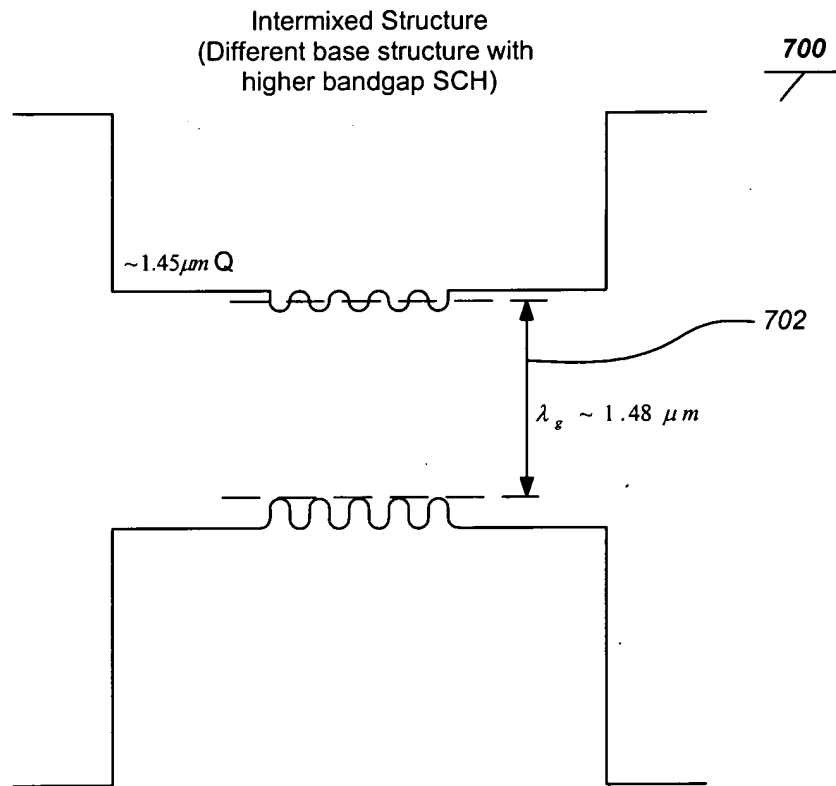 Intermixed Structure
(Different base structure with
higher bandgap SCH)
700
~1.45μm Q
702
λg ~ 1.48 μm